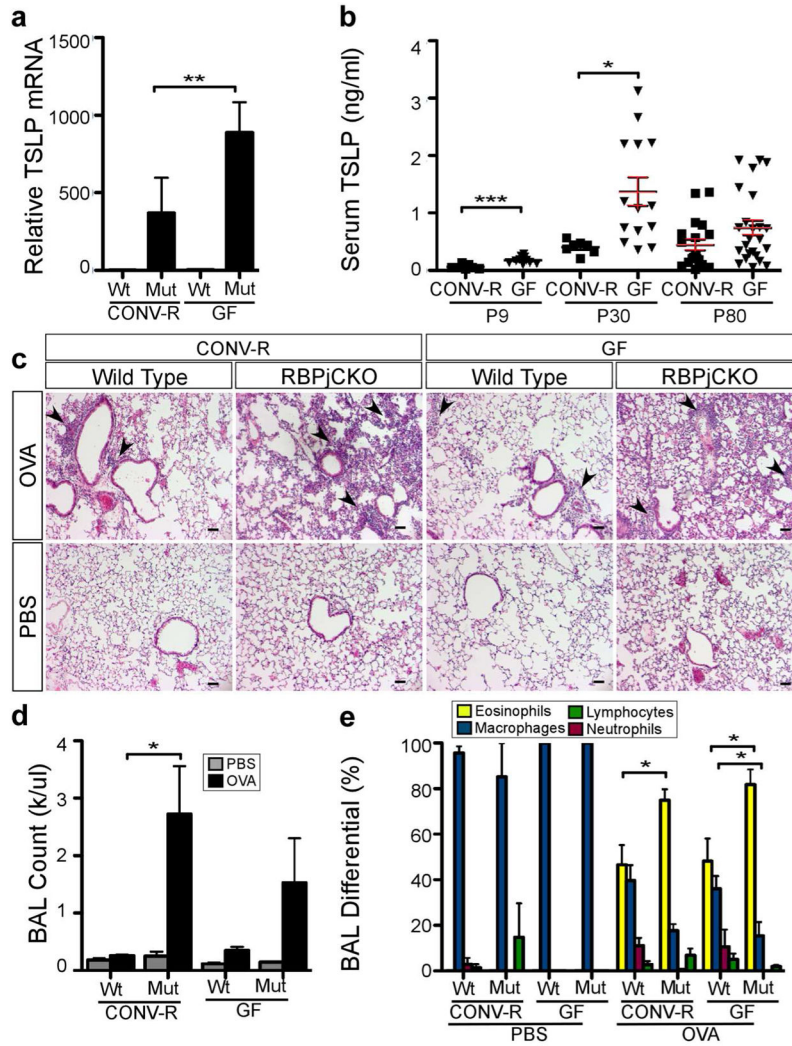 a
Relative TSLP mRNA
1500
1000
500
0
**
Wt Mut Wt Mut
CONV-R GF
b
Serum TSLP (ng/ml)
4
3
2
1
0
*** *
CONV-R GF CONV-R GF CONV-R GF
P9 P30 P80
c
CONV-R GF
Wild Type RBPjCKO Wild Type RBPjCKO
OVA
PBS
d
BAL Count (k/ul)
4
3
2
1
0
*
PBS
OVA
Wt Mut Wt Mut
CONV-R GF
e
Eosinophils Lymphocytes
Macrophages Neutrophils
BAL Differential (%)
100
80
60
40
20
0
* * *
Wt Mut Wt Mut Wt Mut Wt Mut
CONV-R GF CONV-R GF
PBS OVA